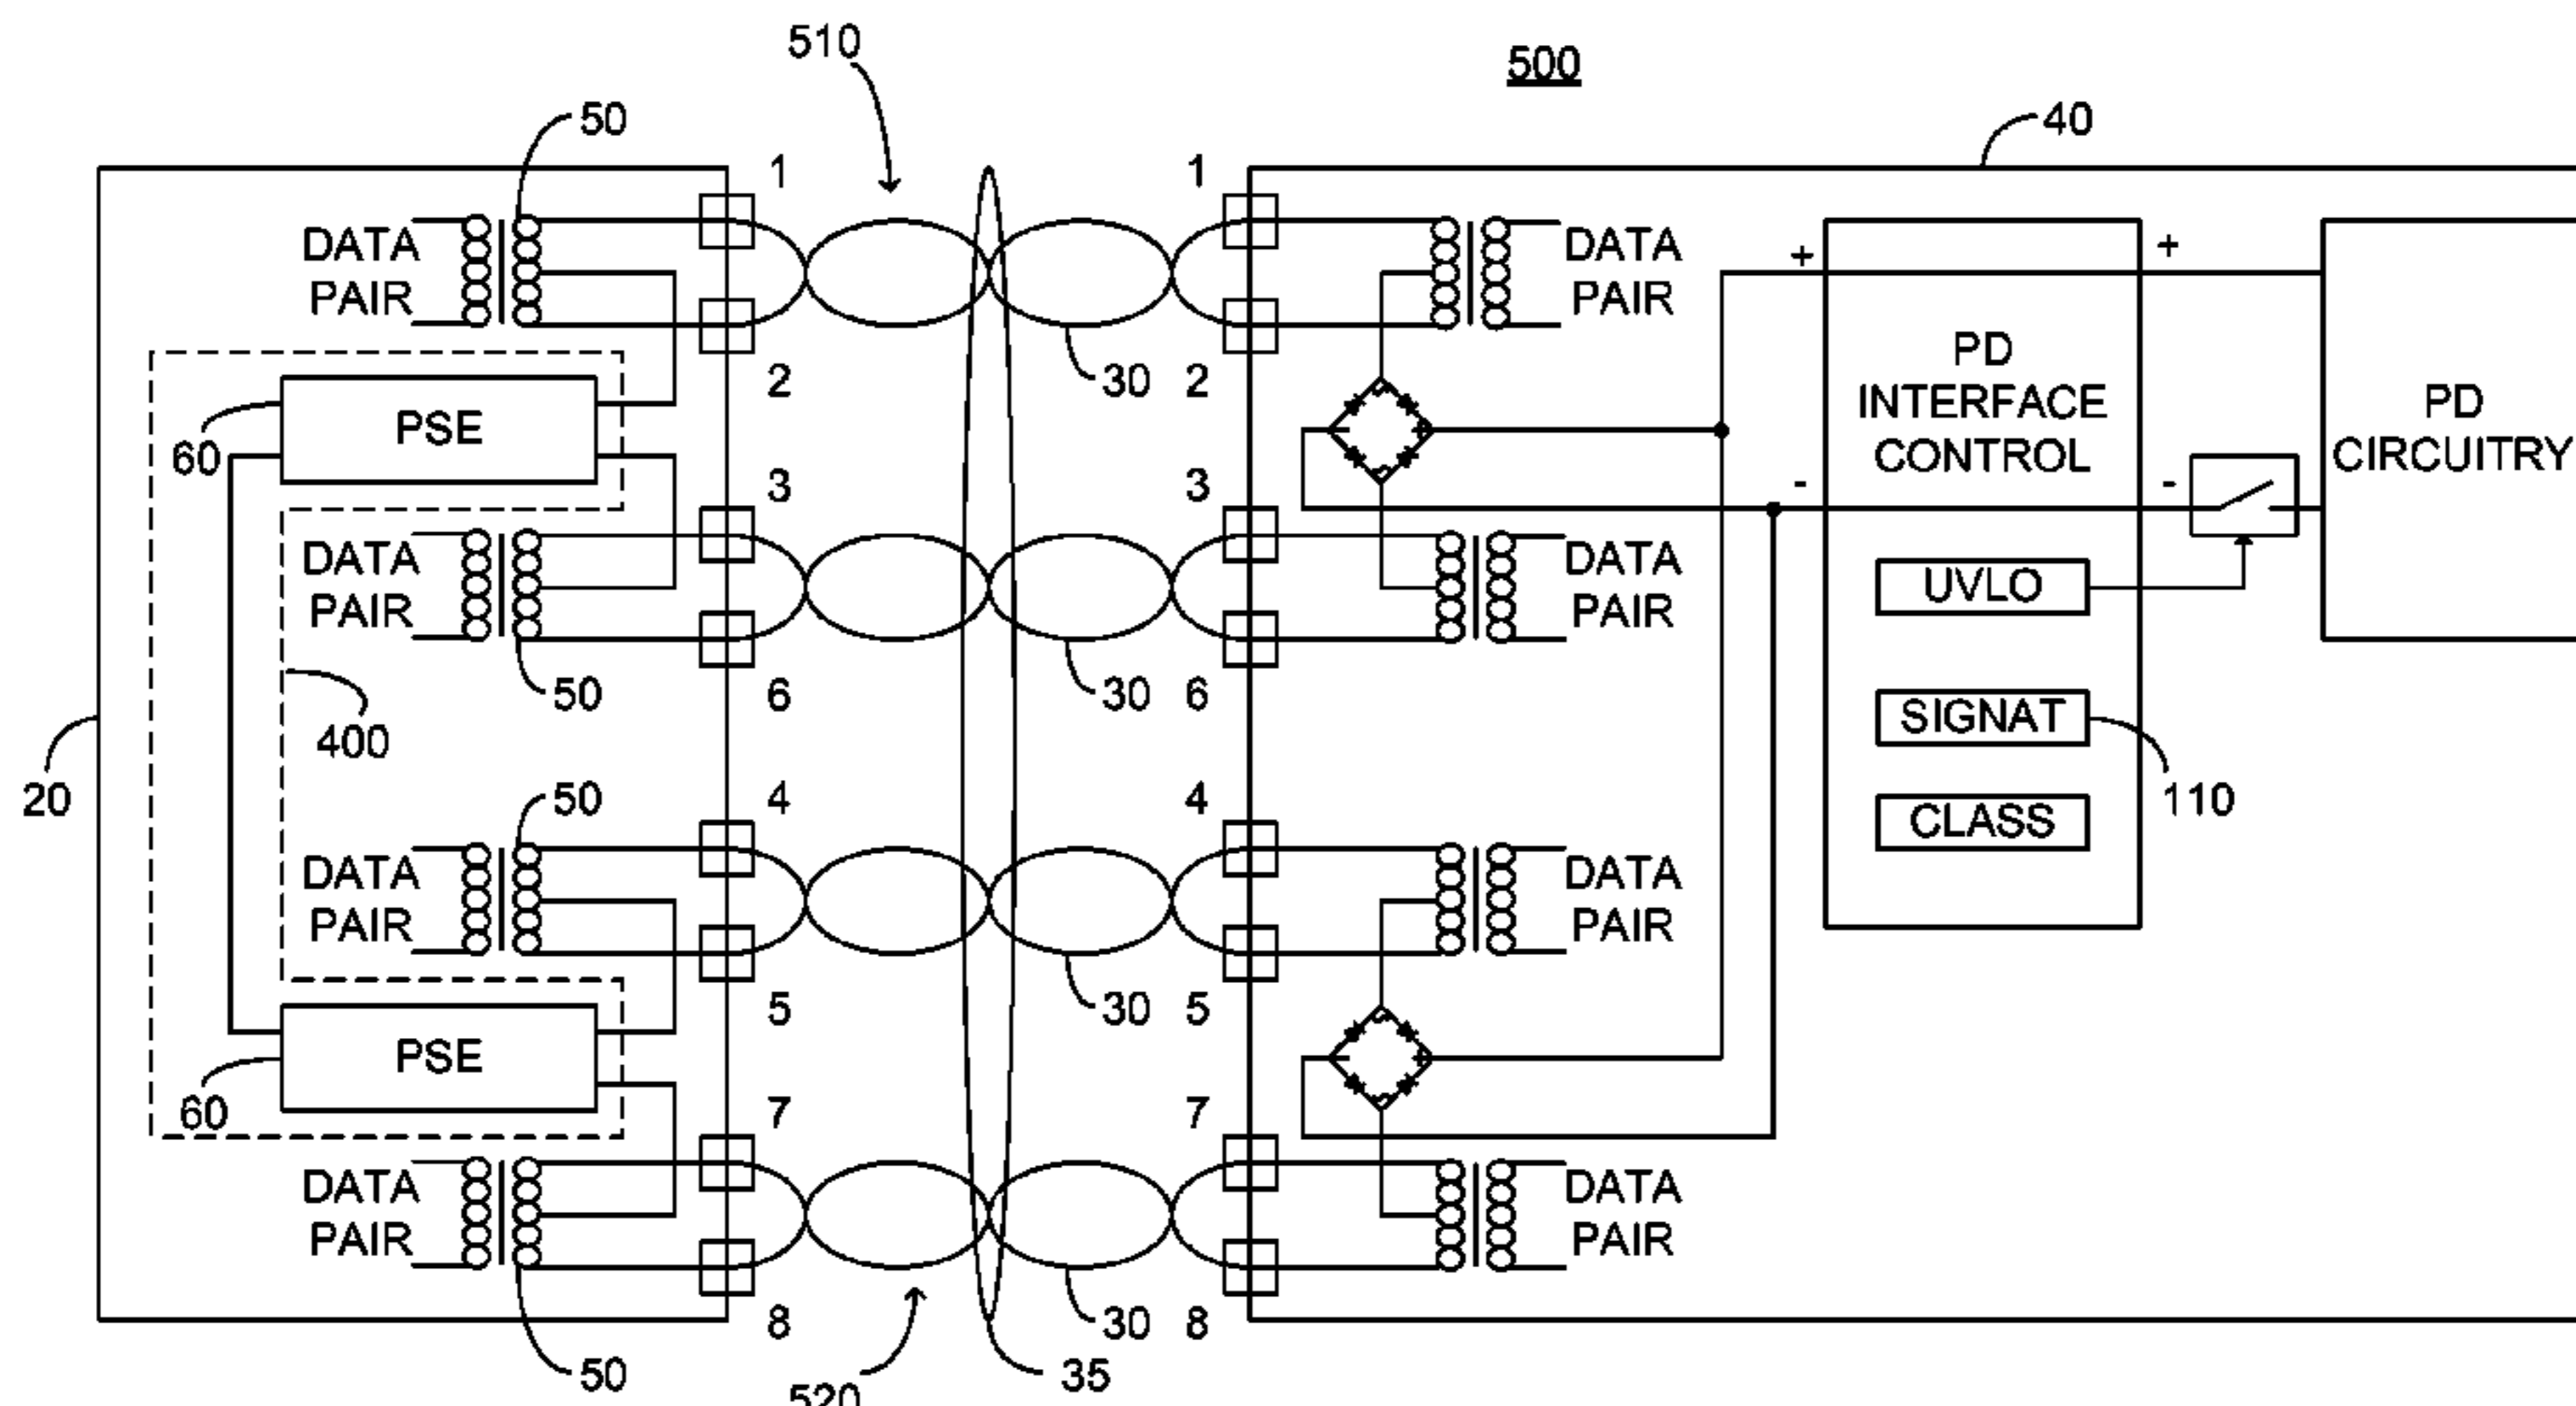 510
500
50
40
1
1
DATA
PAIR
DATA
PAIR
+
+
2
30
2
PD
INTERFACE
CONTROL
PD
CIRCUITRY
PSE
60
3
3
-
-
DATA
PAIR
DATA
PAIR
UVLO
50
6
30
6
SIGNAT
400
20
50
4
4
110
CLASS
DATA
PAIR
DATA
PAIR
5
30
5
PSE
60
7
7
DATA
PAIR
DATA
PAIR
8
30
8
50
520
35